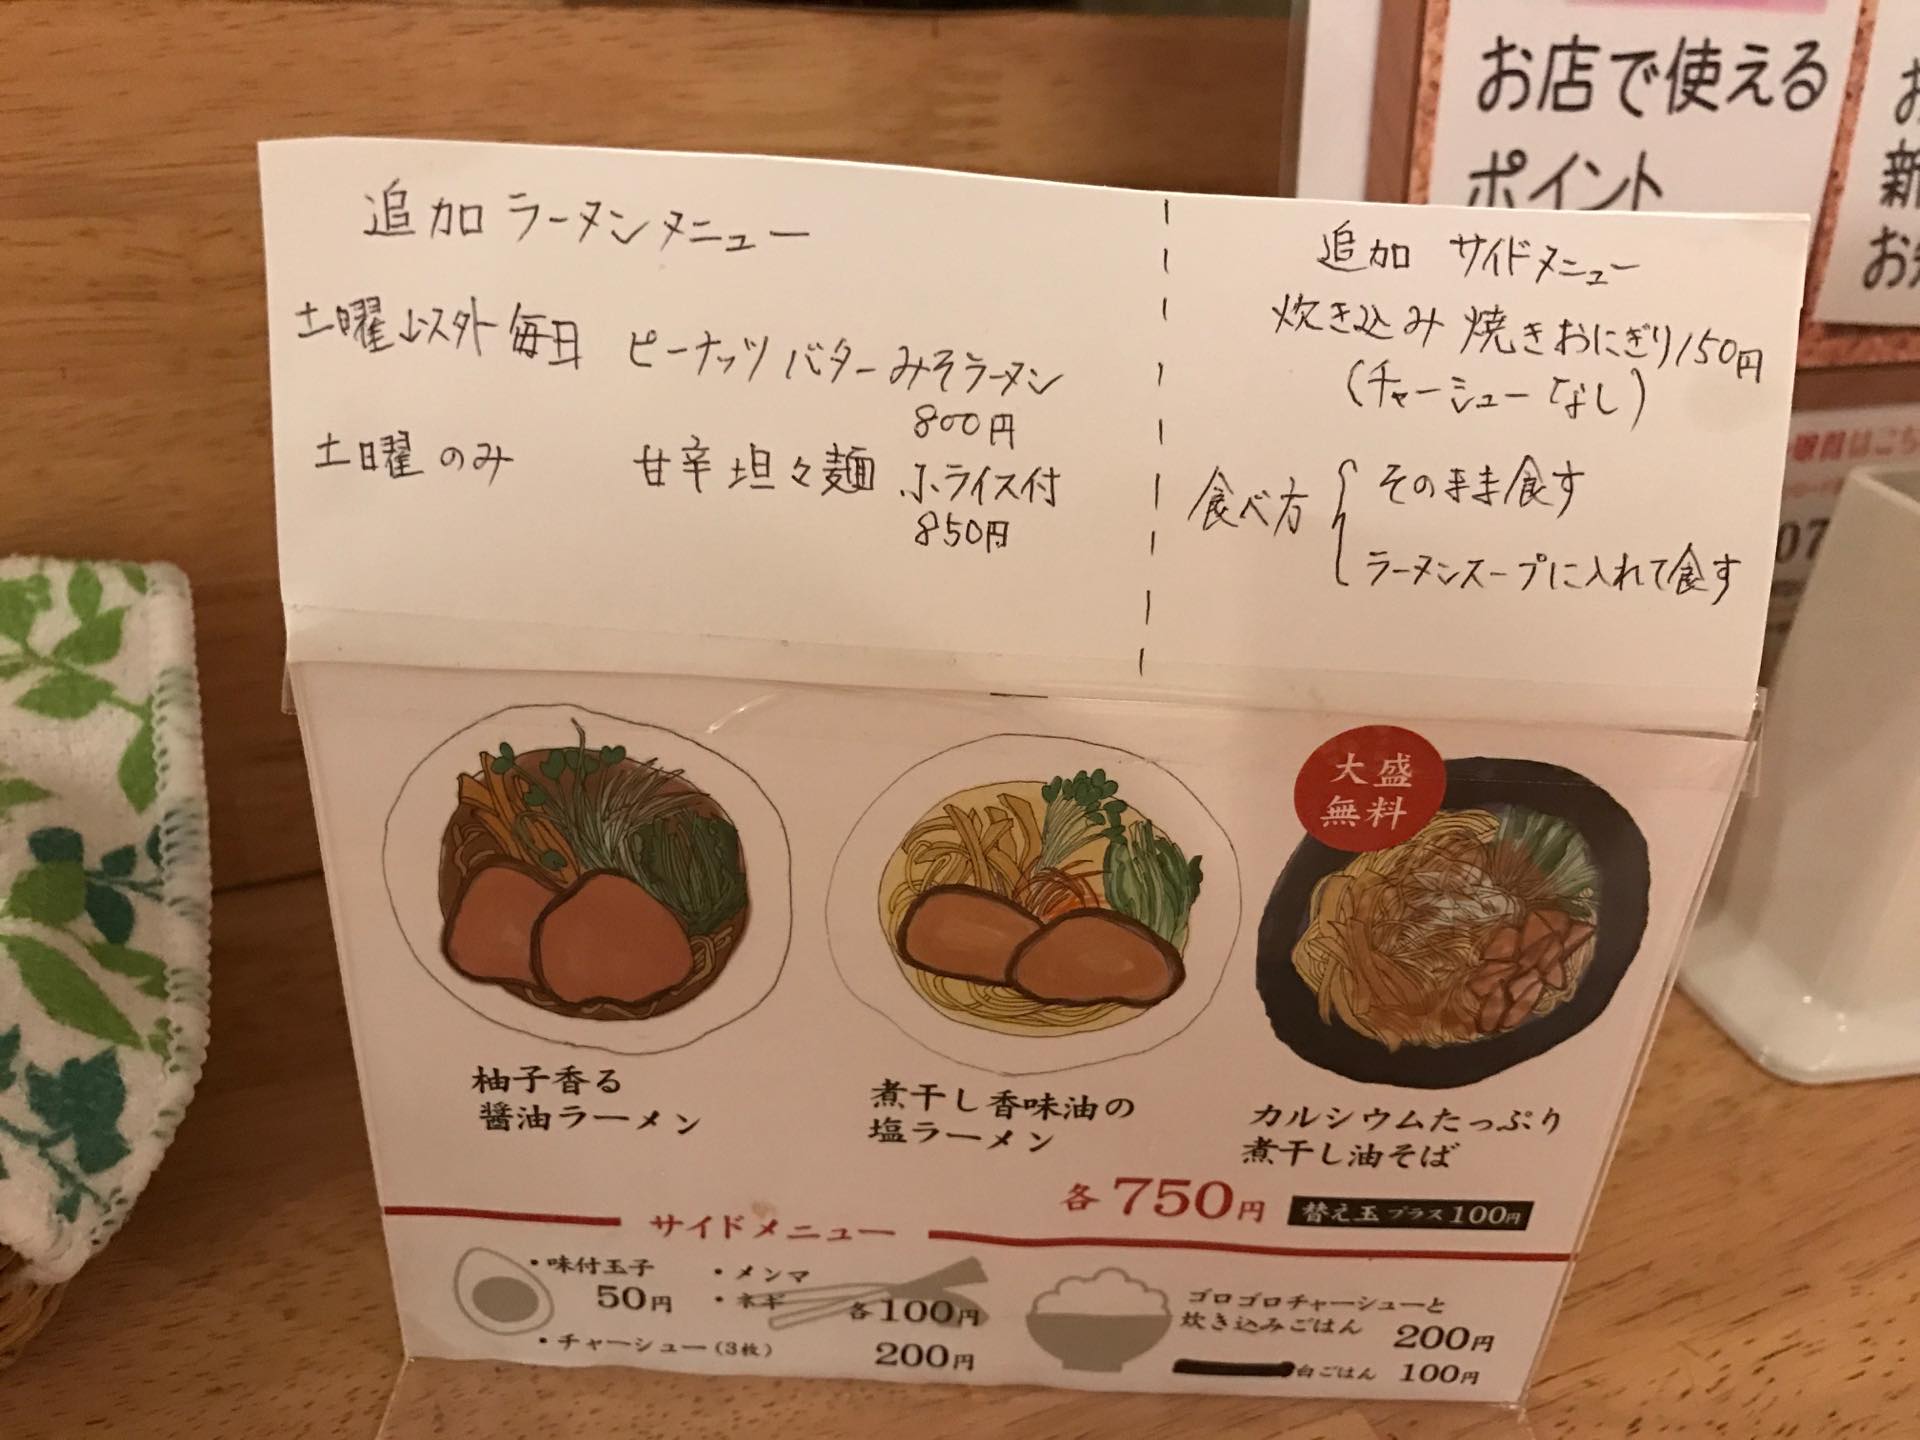 お店で使える
ポイント
新
追加ラーメンメニュー
土曜以外毎日 ピーナッツバターみそラーメン
800円
土曜のみ 甘辛坦々麺 小ライス付
850円
追加 サイドメニュー
炊き込み焼きおにぎり150円
(チャーシューなし)
食べ方 そのまま食す
ラーメンスープに入れて食す
大盛
無料
柚子香る
醤油ラーメン
煮干し香味油の
塩ラーメン
カルシウムたっぷり
煮干し油そば
各750円 替え玉プラス100円
サイドメニュー
・味付玉子
50円
・メンマ
・ネギ 各100円
・チャーシュー(3枚) 200円
ゴロゴロチャーシューと
炊き込みごはん 200円
白ごはん 100円